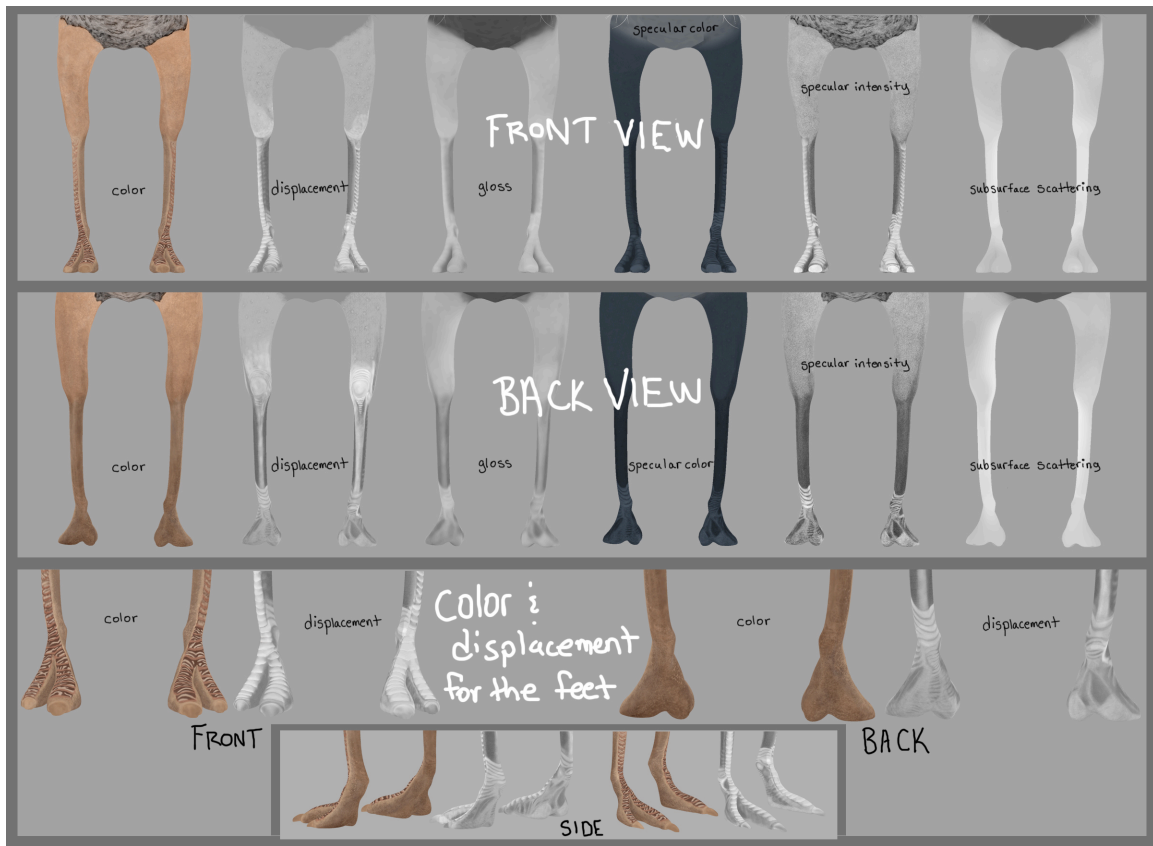 specular color
specular intensity
FRONT VIEW
color
displacement
gloss
subsurface scattering
specular intensity
BACK VIEW
color
displacement
gloss
specular color
subsurface scattering
color
displacement
Color &
displacement
for the feet
color
displacement
FRONT
BACK
SIDE